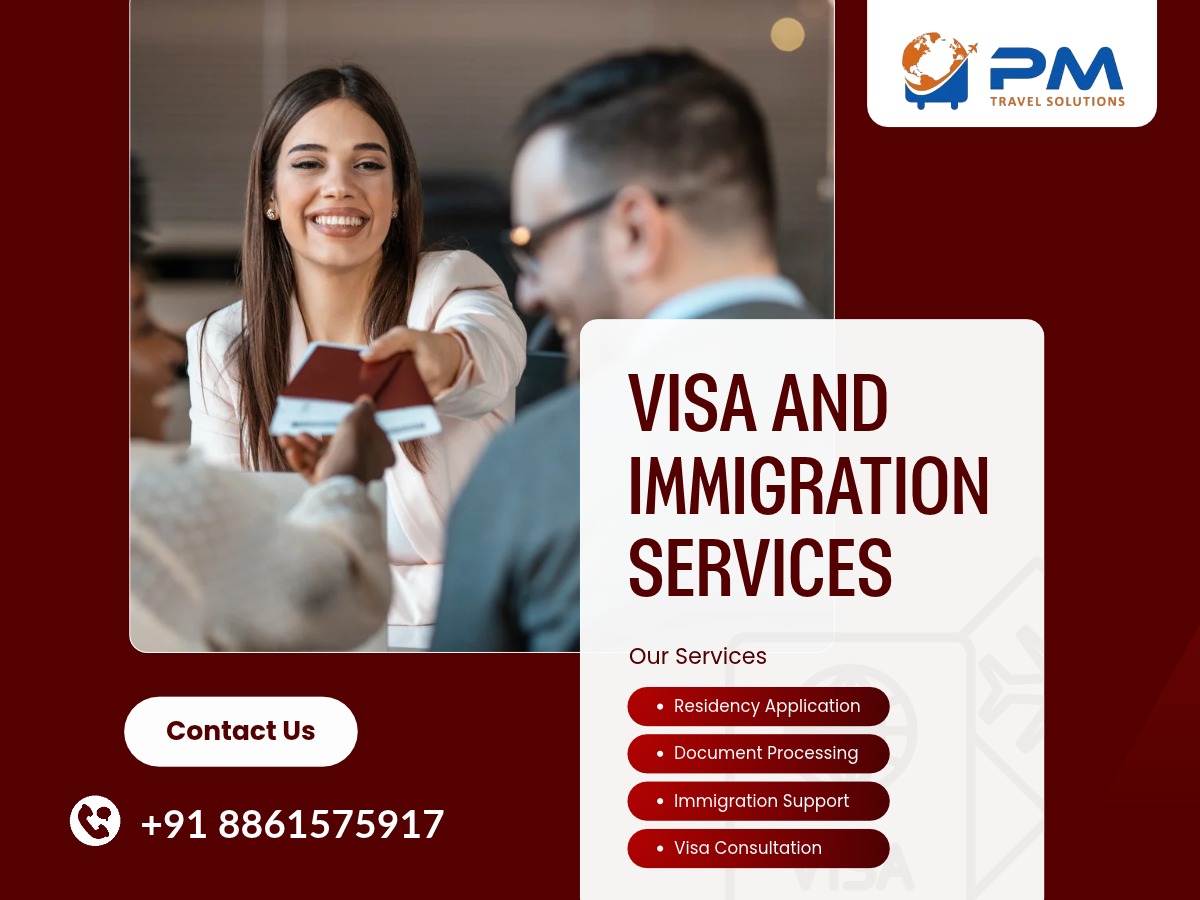 PM
TRAVEL SOLUTIONS
VISA AND
IMMIGRATION
SERVICES
Our Services
• Residency Application
• Document Processing
• Immigration Support
• Visa Consultation
VISA
Contact Us
+91 8861575917